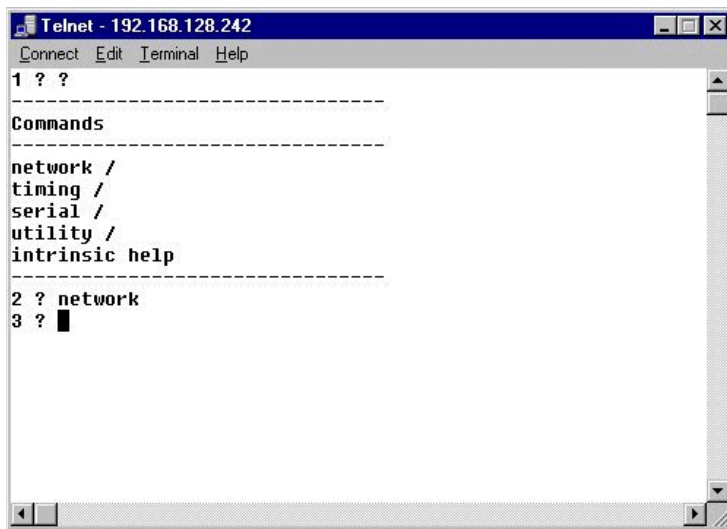 Telnet - 192.168.128.242
Connect Edit Terminal Help
1 ? ?
--------------------------------
Commands
--------------------------------
network /
timing /
serial /
utility /
intrinsic help
--------------------------------
2 ? network
3 ?